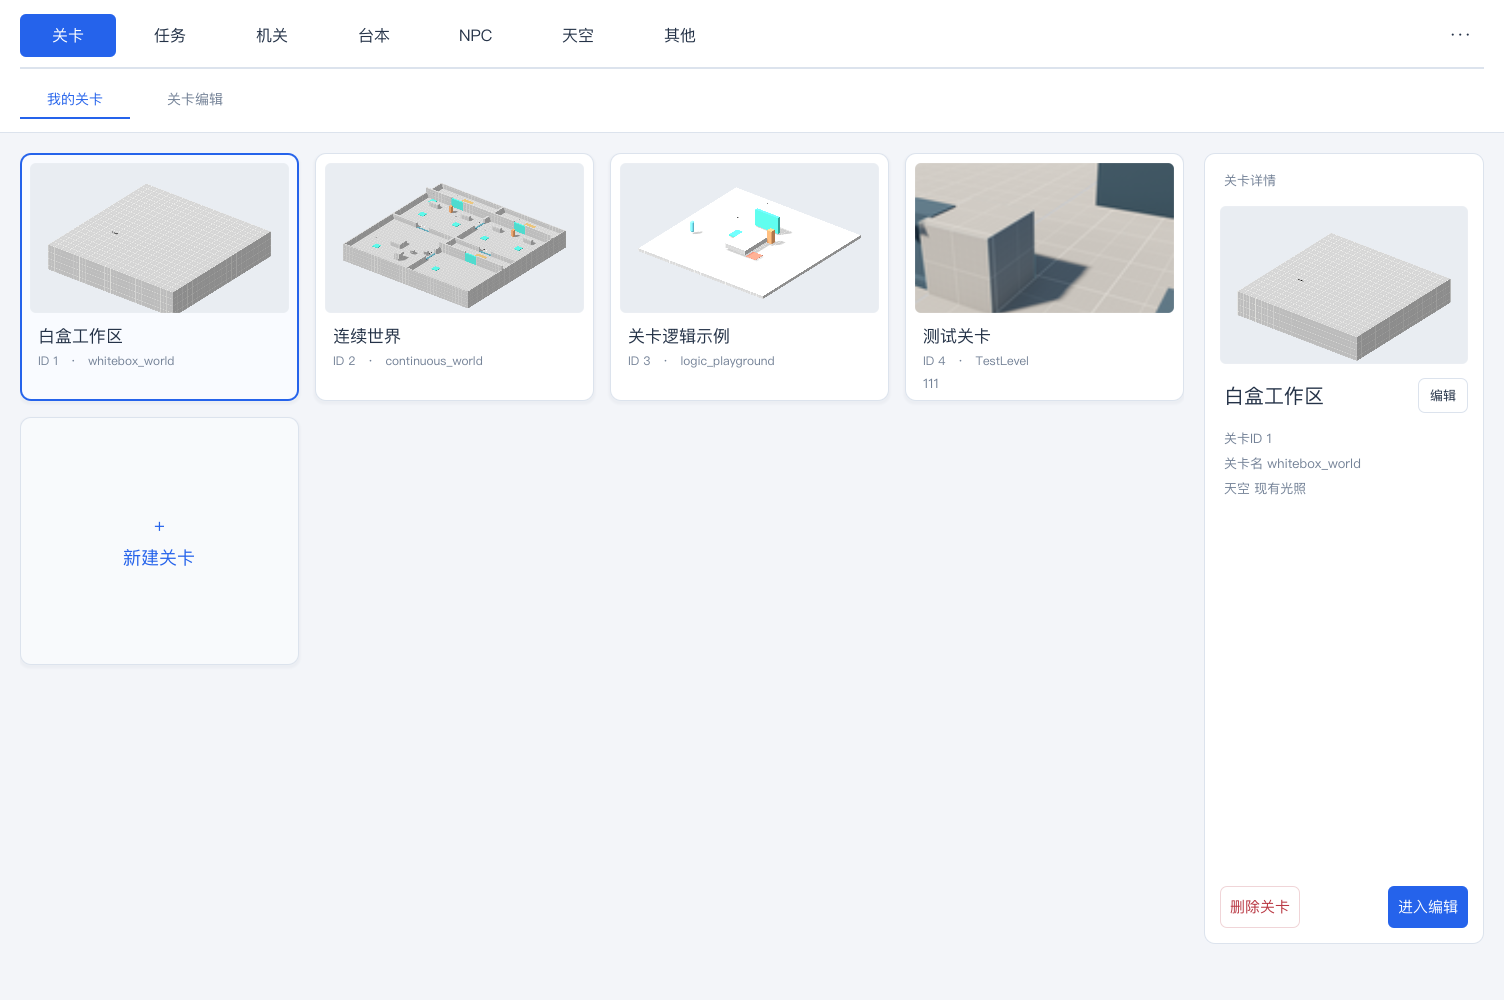 关卡 任务 机关 台本 NPC 天空 其他 ···
我的关卡 关卡编辑
白盒工作区
ID 1 · whitebox_world
连续世界
ID 2 · continuous_world
关卡逻辑示例
ID 3 · logic_playground
测试关卡
ID 4 · TestLevel
111
+
新建关卡
关卡详情
白盒工作区 编辑
关卡ID 1
关卡名 whitebox_world
天空 现有光照
删除关卡 进入编辑